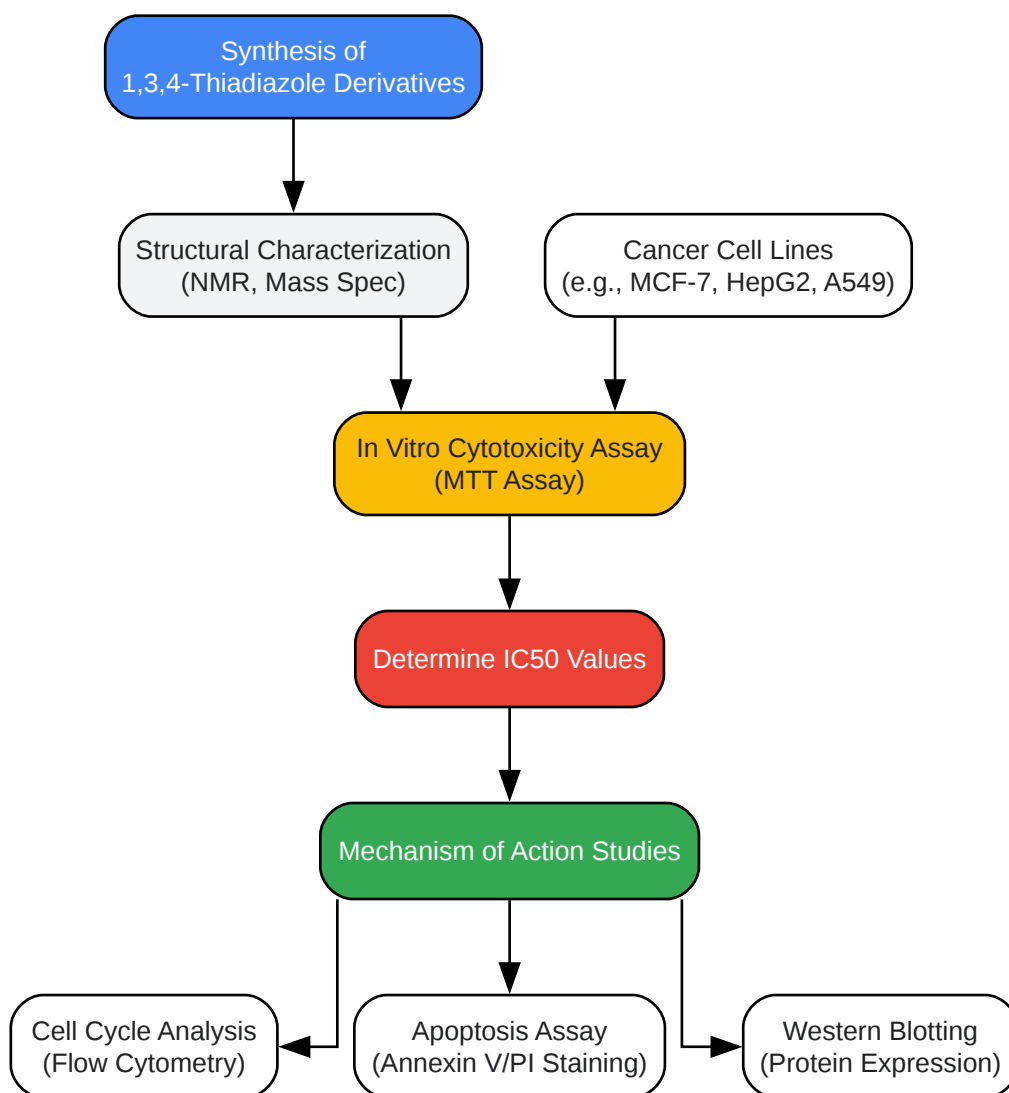 Synthesis of
1,3,4-Thiadiazole Derivatives
Structural Characterization
(NMR, Mass Spec)
Cancer Cell Lines
(e.g., MCF-7, HepG2, A549)
In Vitro Cytotoxicity Assay
(MTT Assay)
Determine IC50 Values
Mechanism of Action Studies
Cell Cycle Analysis
(Flow Cytometry)
Apoptosis Assay
(Annexin V/PI Staining)
Western Blotting
(Protein Expression)